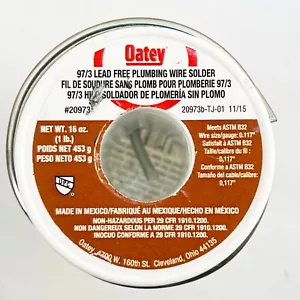 Oatey
97/3 LEAD FREE PLUMBING WIRE SOLDER
FIL DE SOUDURE SANS PLOMB POUR PLOMBERIE 97/3
97/3 HILO SOLDADOR DE PLOMERÍA SIN PLOMO
#20973
20973b-TJ-01 11/15
NET WT. 16 oz.
(1 lb.)
POIDS NET 453 g
PESO NETO 453 g
Meets ASTM B32
Wire size/gauge: 0.117"
Satisfait à ASTM B32
Taille/calibre du fil :
0.117"
Conforme a ASTM B32
Tamaño del cable/calibre:
0.117"
UPC
MADE IN MEXICO/FABRIQUÉ AU MEXIQUE/HECHO EN MÉXICO
NON-HAZARDOUS PER 29 CFR 1910.1200.
NON DANGEREUX SELON LA NORME 29 CFR 1910.1200.
INOCUO CONFORME A 29 CFR 1910.1200.
Oatey 4700 W. 160th St. Cleveland, Ohio 44135